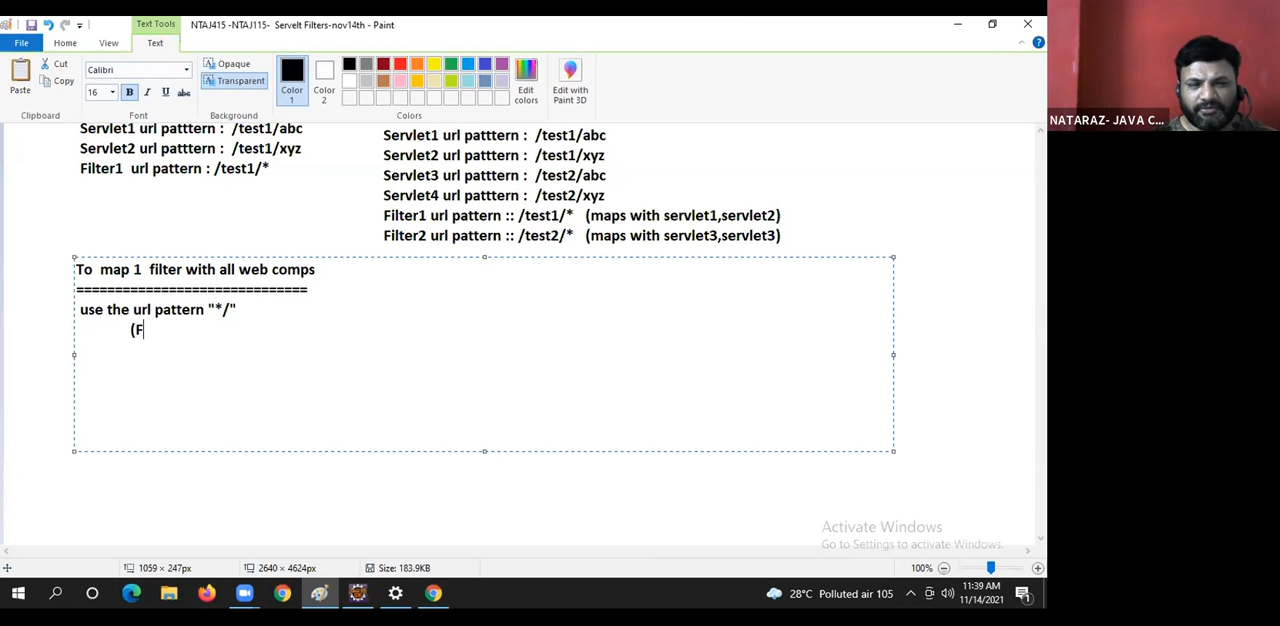 Text Tools
NTAJ415 -NTAJ115- Servelt Filters-nov14th - Paint
File
Home
View
Text
Cut
Copy
Paste
Clipboard
Calibri
16
B
I
U
abc
Font
Opaque
Transparent
Background
Color 1
Color 2
Edit colors
Edit with Paint 3D
Colors
NATARAZ- JAVA C...
Servlet1 url patttern : /test1/abc
Servlet2 url patttern : /test1/xyz
Filter1 url pattern : /test1/*
Servlet1 url patttern : /test1/abc
Servlet2 url patttern : /test1/xyz
Servlet3 url patttern : /test2/abc
Servlet4 url patttern : /test2/xyz
Filter1 url pattern :: /test1/* (maps with servlet1,servlet2)
Filter2 url pattern :: /test2/* (maps with servlet3,servlet3)
To map 1 filter with all web comps
==============================
use the url pattern "*/"
(F
Activate Windows
Go to Settings to activate Windows.
1059 × 247px
2640 × 4624px
Size: 183.9KB
100%
28°C Polluted air 105
11:39 AM
11/14/2021
1